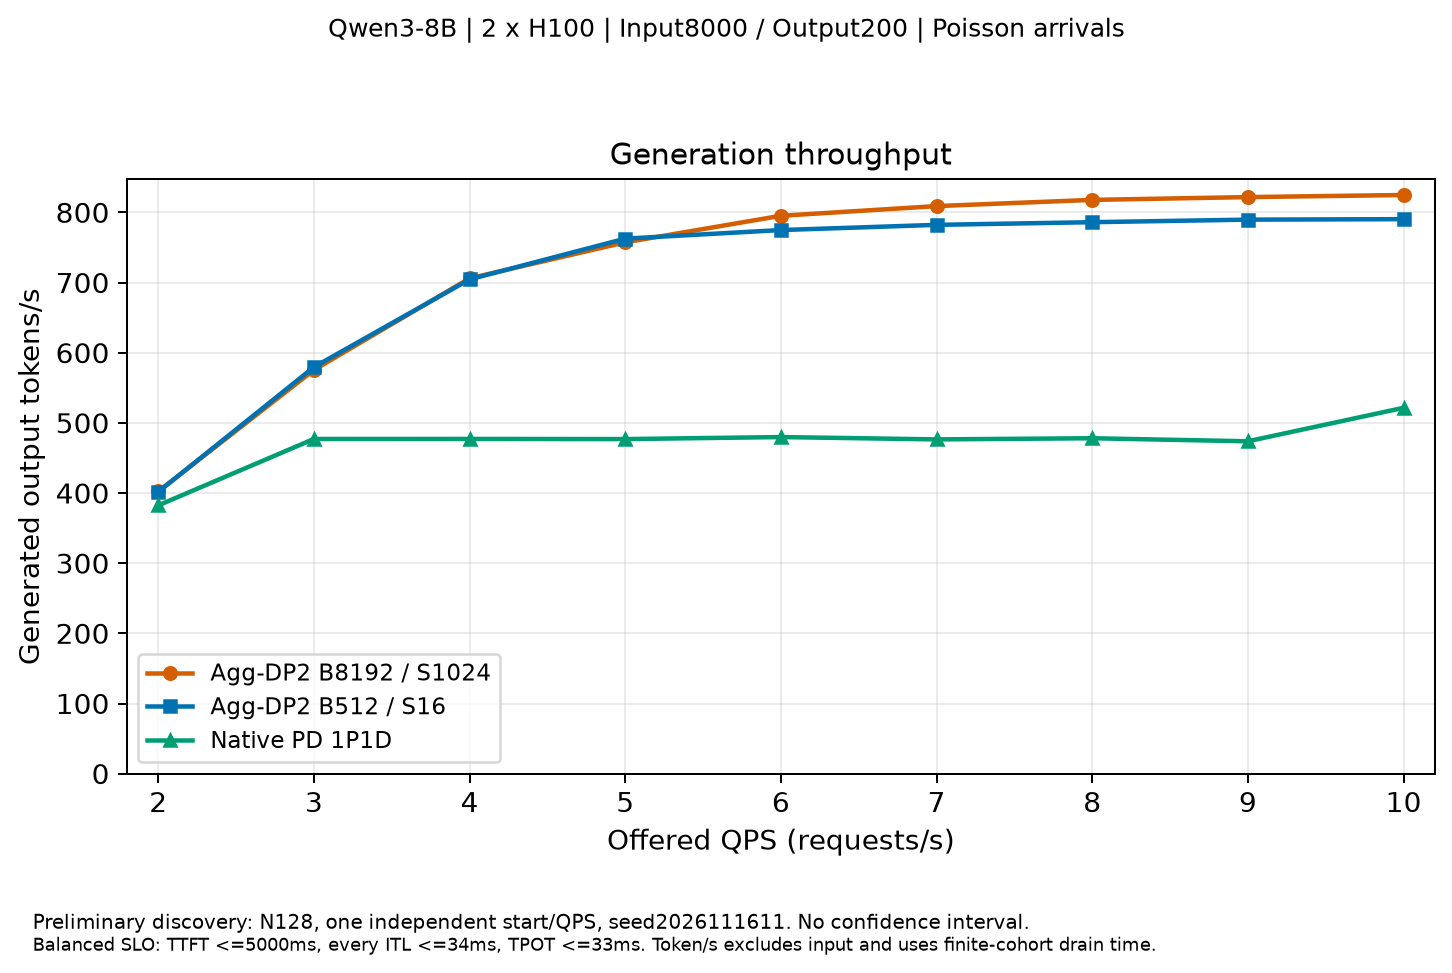 Qwen3-8B | 2 x H100 | Input8000 / Output200 | Poisson arrivals
Generation throughput
Generated output tokens/s
800
700
600
500
400
300
200
100
0
Agg-DP2 B8192 / S1024
Agg-DP2 B512 / S16
Native PD 1P1D
2 3 4 5 6 7 8 9 10
Offered QPS (requests/s)
Preliminary discovery: N128, one independent start/QPS, seed2026111611. No confidence interval.
Balanced SLO: TTFT <=5000ms, every ITL <=34ms, TPOT <=33ms. Token/s excludes input and uses finite-cohort drain time.